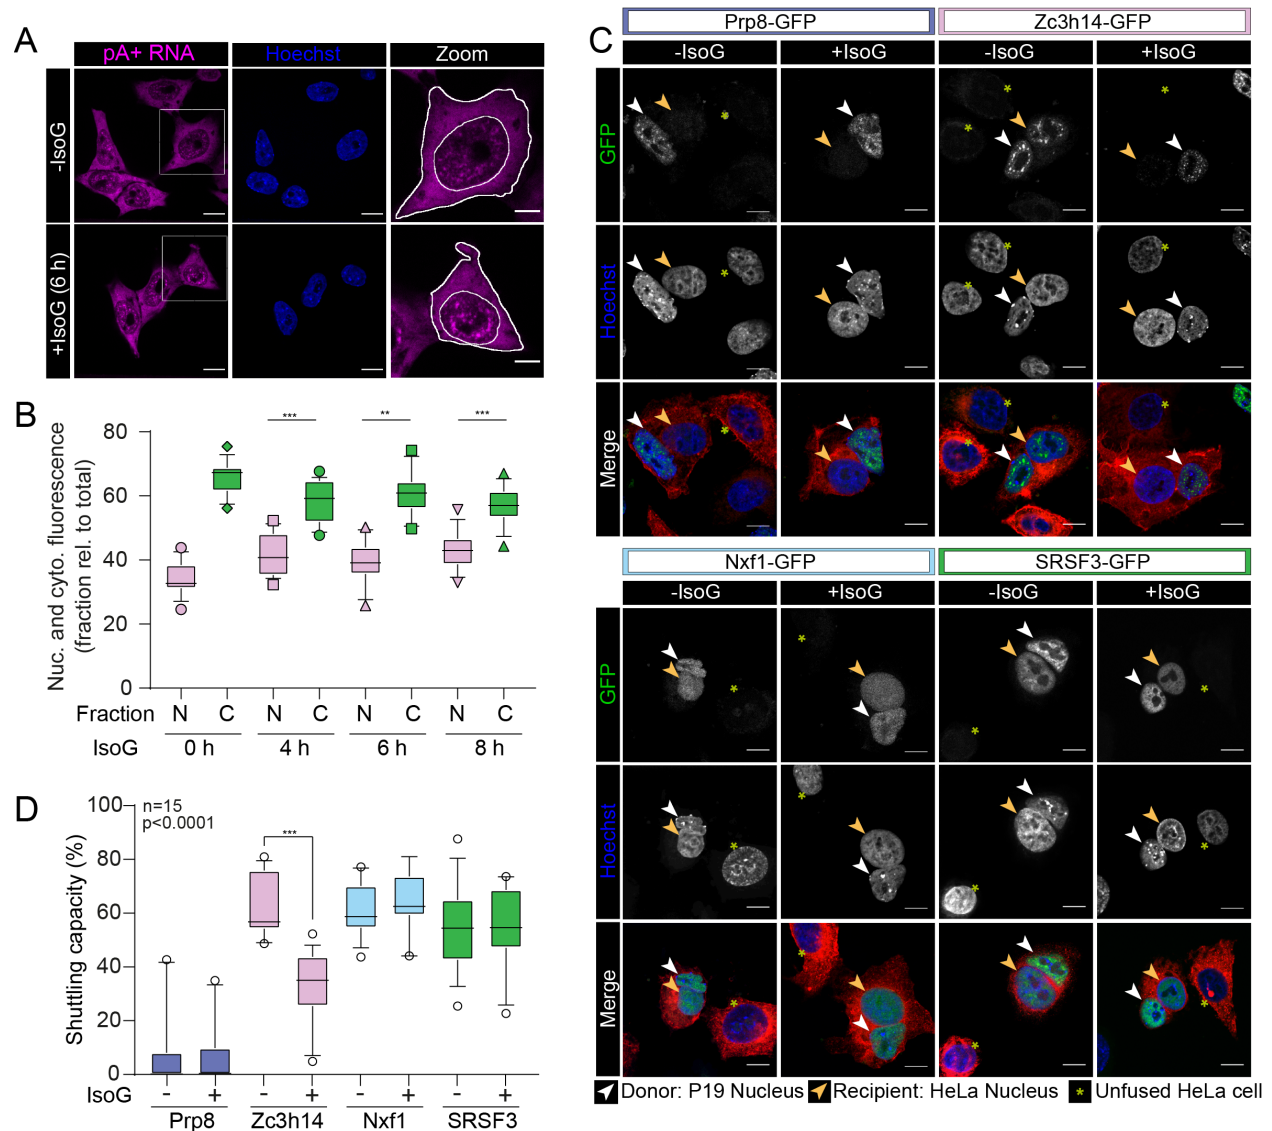 A
pA+ RNA
Hoechst
Zoom
-IsoG
+IsoG (6 h)
B
Nuc. and cyto. fluorescence
(fraction rel. to total)
80
60
40
20
0
***
**
***
Fraction
N
C
N
C
N
C
N
C
IsoG
0 h
4 h
6 h
8 h
D
Shuttling capacity (%)
100
80
60
40
20
0
n=15
p<0.0001
***
IsoG
-
+
-
+
-
+
-
+
Prp8
Zc3h14
Nxf1
SRSF3
C
Prp8-GFP
Zc3h14-GFP
-IsoG
+IsoG
-IsoG
+IsoG
GFP
Hoechst
Merge
Nxf1-GFP
SRSF3-GFP
-IsoG
+IsoG
-IsoG
+IsoG
GFP
Hoechst
Merge
Donor: P19 Nucleus
Recipient: HeLa Nucleus
* Unfused HeLa cell